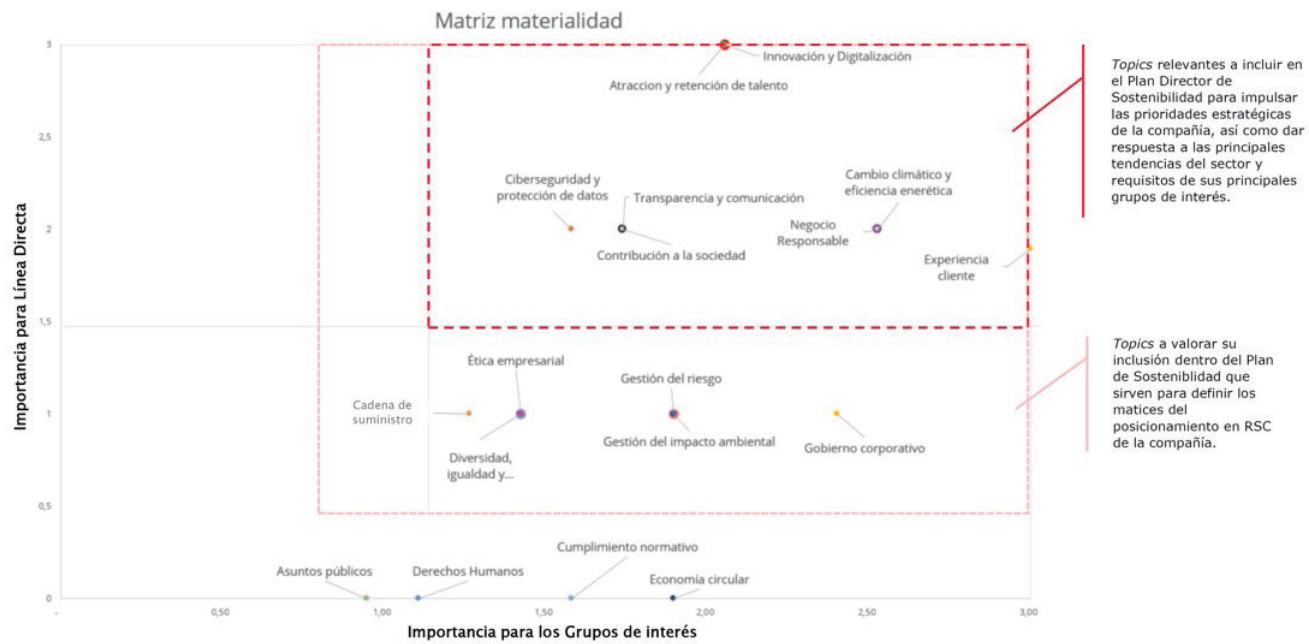 Matriz materialidad
3
2,5
2
1,5
1
0,5
0
-
0,50
1,00
1,50
2,00
2,50
3,00
Importancia para Línea Directa
Importancia para los Grupos de interés
Innovación y Digitalización
Atraccion y retención de talento
Ciberseguridad y
protección de datos
Transparencia y comunicación
Contribución a la sociedad
Cambio climático y
eficiencia enerética
Negocio
Responsable
Experiencia
cliente
Ética empresarial
Cadena de
suministro
Diversidad,
igualdad y...
Gestión del riesgo
Gestión del impacto ambiental
Gobierno corporativo
Asuntos públicos
Derechos Humanos
Cumplimiento normativo
Economía circular
Topics relevantes a incluir en
el Plan Director de
Sostenibilidad para impulsar
las prioridades estratégicas
de la compañía, así como dar
respuesta a las principales
tendencias del sector y
requisitos de sus principales
grupos de interés.
Topics a valorar su
inclusión dentro del Plan
de Sosteniblidad que
sirven para definir los
matices del
posicionamiento en RSC
de la compañía.